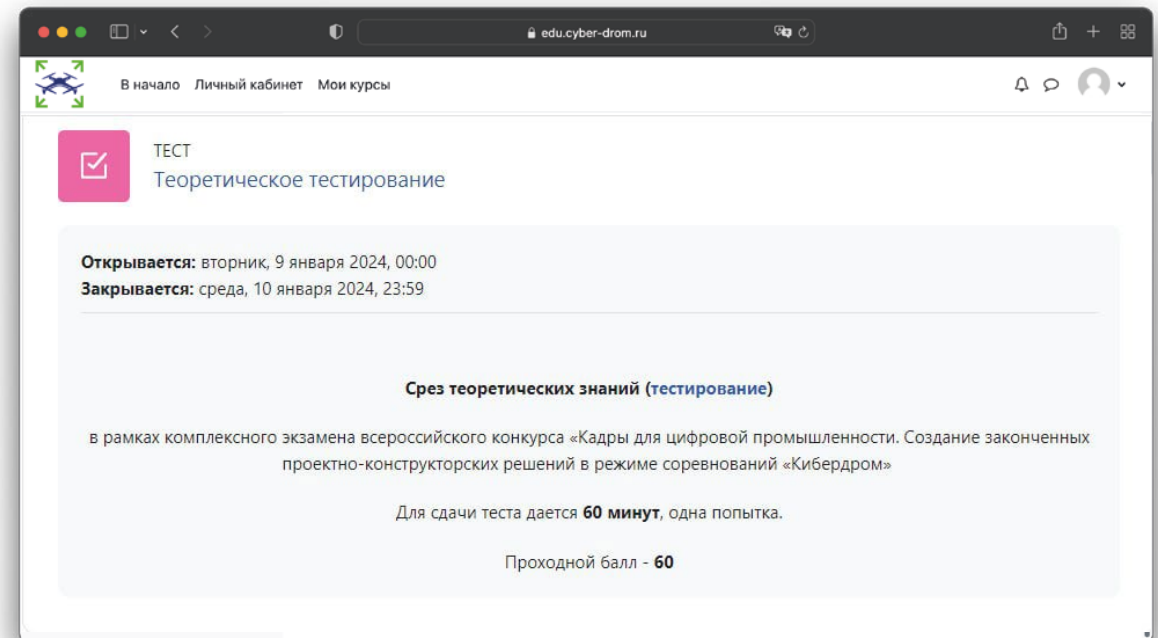 edu.cyber-drom.ru
В начало Личный кабинет Мои курсы
ТЕСТ
Теоретическое тестирование
Открывается: вторник, 9 января 2024, 00:00
Закрывается: среда, 10 января 2024, 23:59
Срез теоретических знаний (тестирование)
в рамках комплексного экзамена всероссийского конкурса «Кадры для цифровой промышленности. Создание законченных
проектно-конструкторских решений в режиме соревнований «Кибердром»
Для сдачи теста дается 60 минут, одна попытка.
Проходной балл - 60